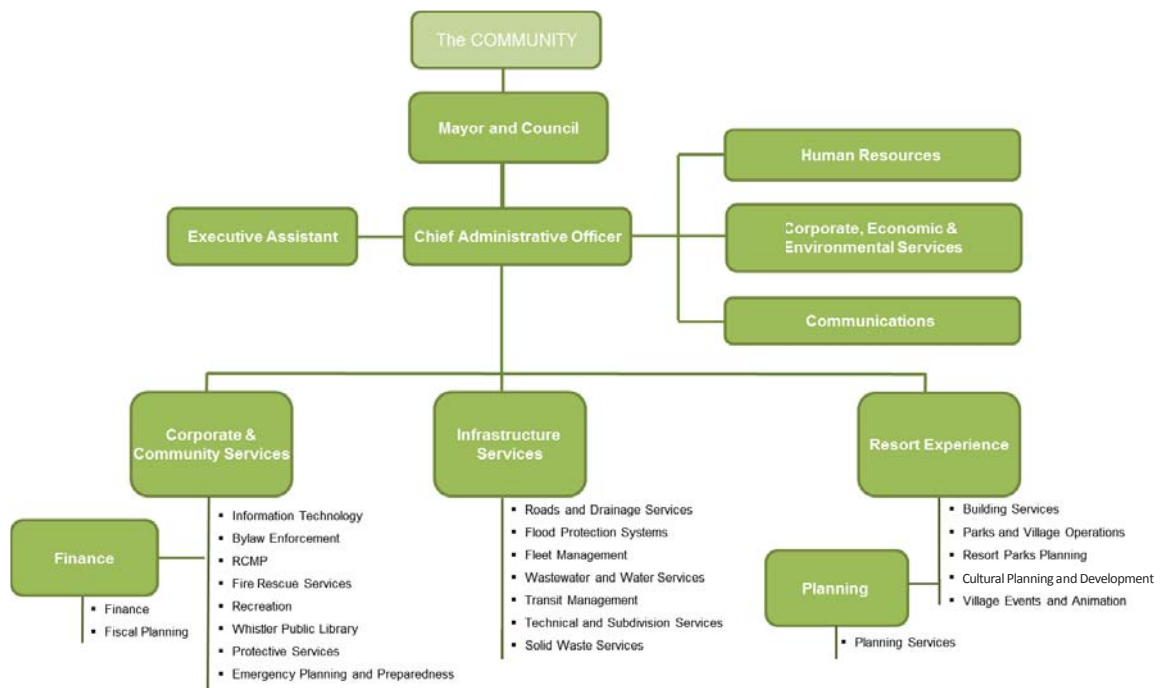 The COMMUNITY
Mayor and Council
Human Resources
Executive Assistant
Chief Administrative Officer
Corporate, Economic &
Environmental Services
Communications
Corporate &
Community Services
Infrastructure
Services
Resort Experience
Finance
▪ Finance
▪ Fiscal Planning
▪ Information Technology
▪ Bylaw Enforcement
▪ RCMP
▪ Fire Rescue Services
▪ Recreation
▪ Whistler Public Library
▪ Protective Services
▪ Emergency Planning and Preparedness
▪ Roads and Drainage Services
▪ Flood Protection Systems
▪ Fleet Management
▪ Wastewater and Water Services
▪ Transit Management
▪ Technical and Subdivision Services
▪ Solid Waste Services
Planning
▪ Planning Services
▪ Building Services
▪ Parks and Village Operations
▪ Resort Parks Planning
▪ Cultural Planning and Development
▪ Village Events and Animation